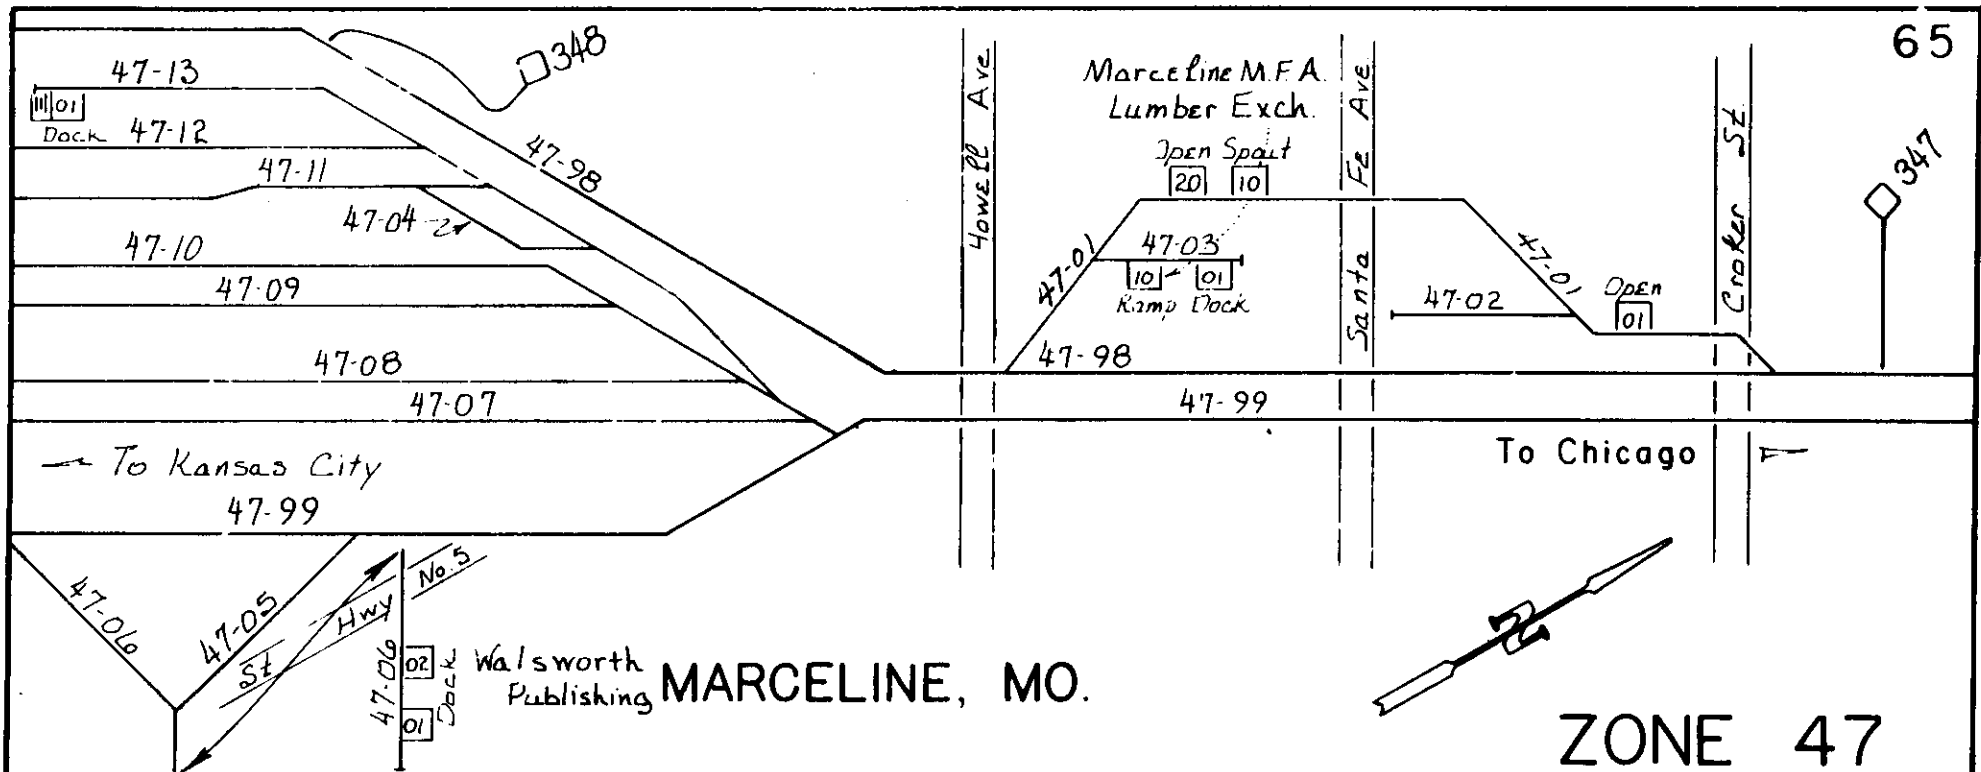 65
348
47-13
01
Dock
47-12
47-11
47-04
47-98
47-10
47-09
47-08
47-07
To Kansas City
47-99
47-06
47-05
St Hwy No. 5
47-06
02
01
Dock
Walsworth
Publishing
MARCELINE, MO.
Howell Ave
Marceline M.F.A.
Lumber Exch.
Open Spout
20
10
47-01
47-03
10
01
Ramp Dock
47-98
47-99
Santa Fe Ave
47-01
47-02
Open
01
Croker St
347
To Chicago
N
ZONE 47